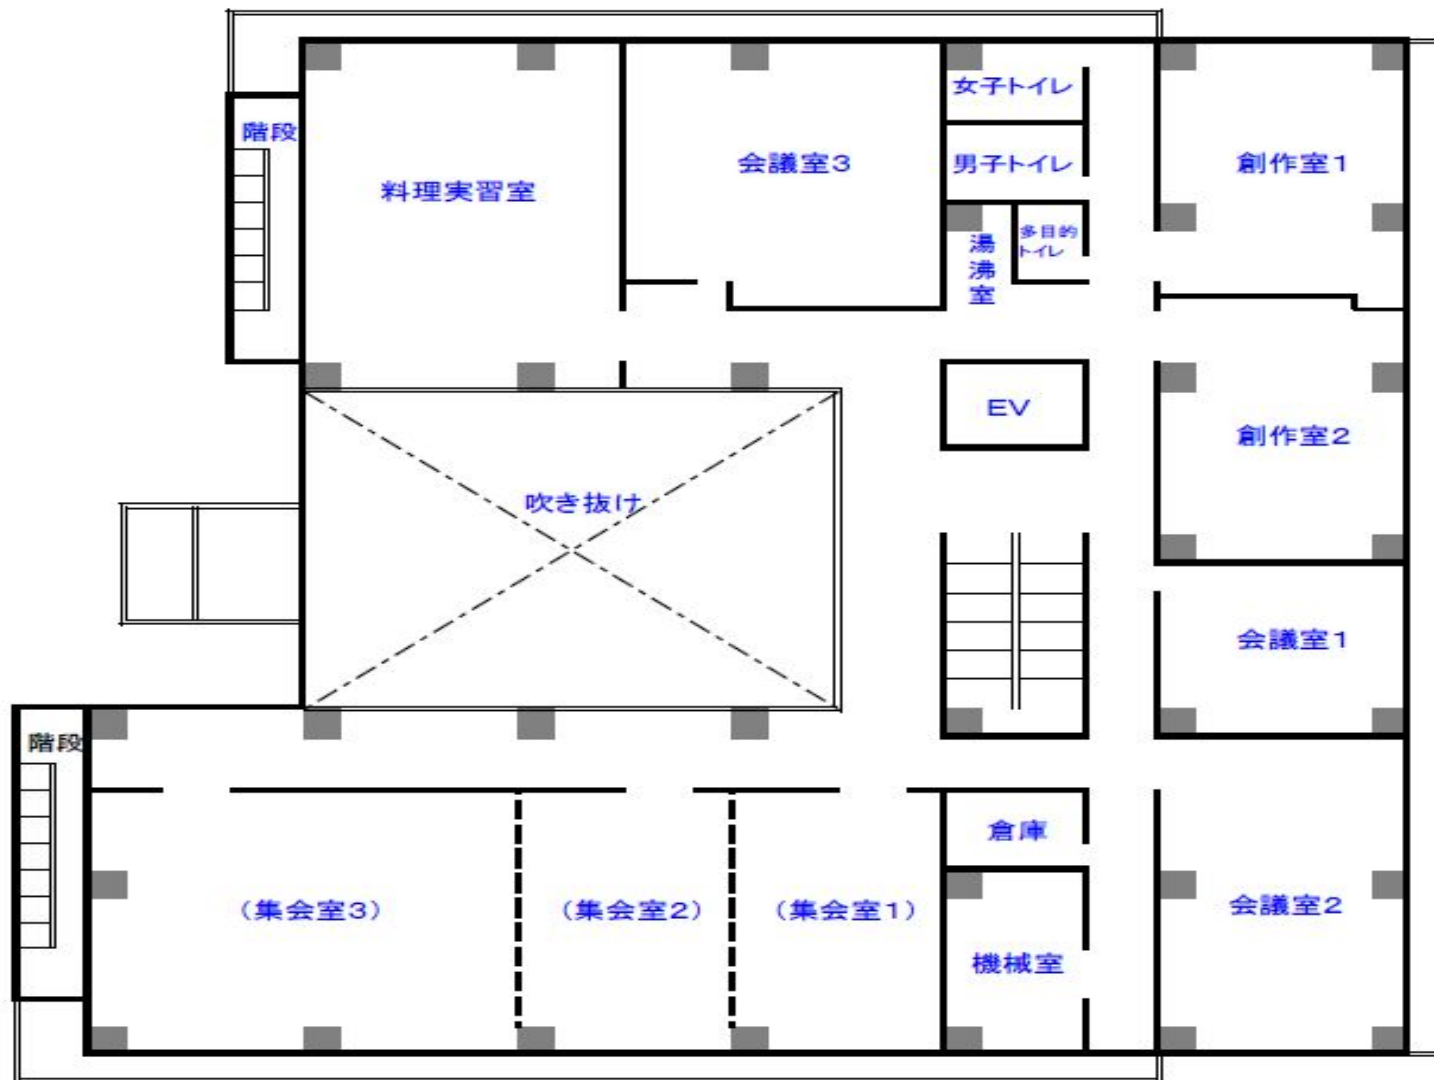 女子トイレ
階段
男子トイレ
会議室3
創作室1
料理実習室
多目的
トイレ
湯沸室
EV
創作室2
吹き抜け
会議室1
階段
倉庫
(集会室3)
(集会室2)
(集会室1)
会議室2
機械室